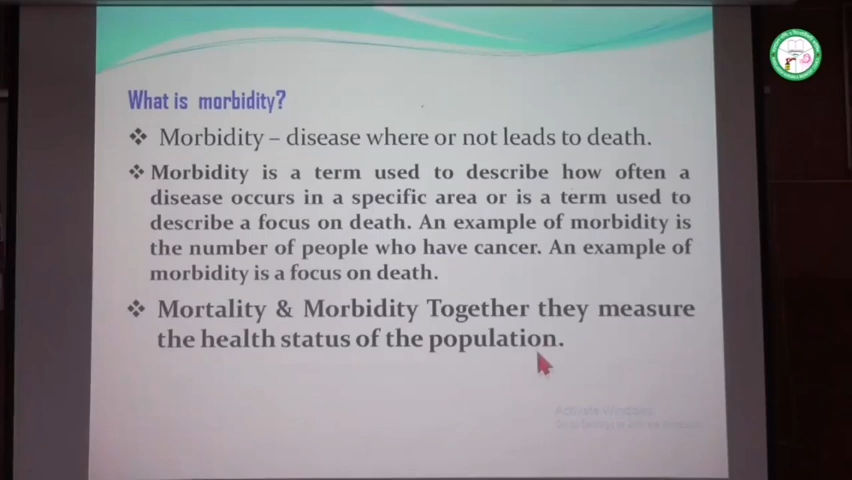 What is morbidity?
❖ Morbidity – disease where or not leads to death.
❖ Morbidity is a term used to describe how often a
disease occurs in a specific area or is a term used to
describe a focus on death. An example of morbidity is
the number of people who have cancer. An example of
morbidity is a focus on death.
❖ Mortality & Morbidity Together they measure
the health status of the population.
Activate Windows